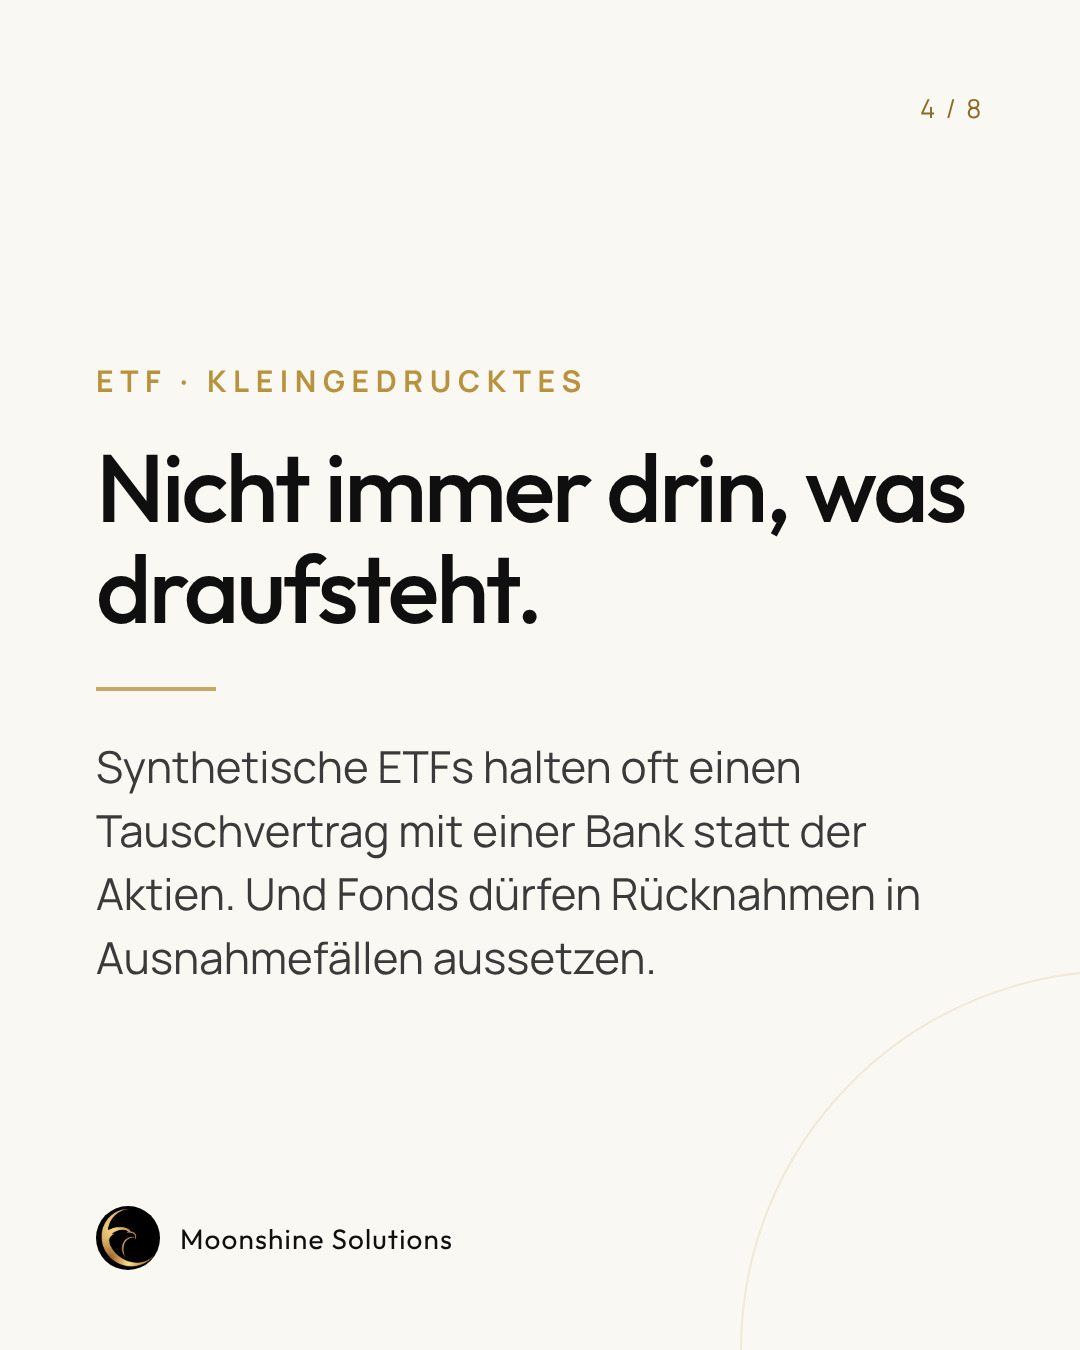 4 / 8
ETF · KLEINGEDRUCKTES
Nicht immer drin, was
draufsteht.
Synthetische ETFs halten oft einen
Tauschvertrag mit einer Bank statt der
Aktien. Und Fonds dürfen Rücknahmen in
Ausnahmefällen aussetzen.
Moonshine Solutions